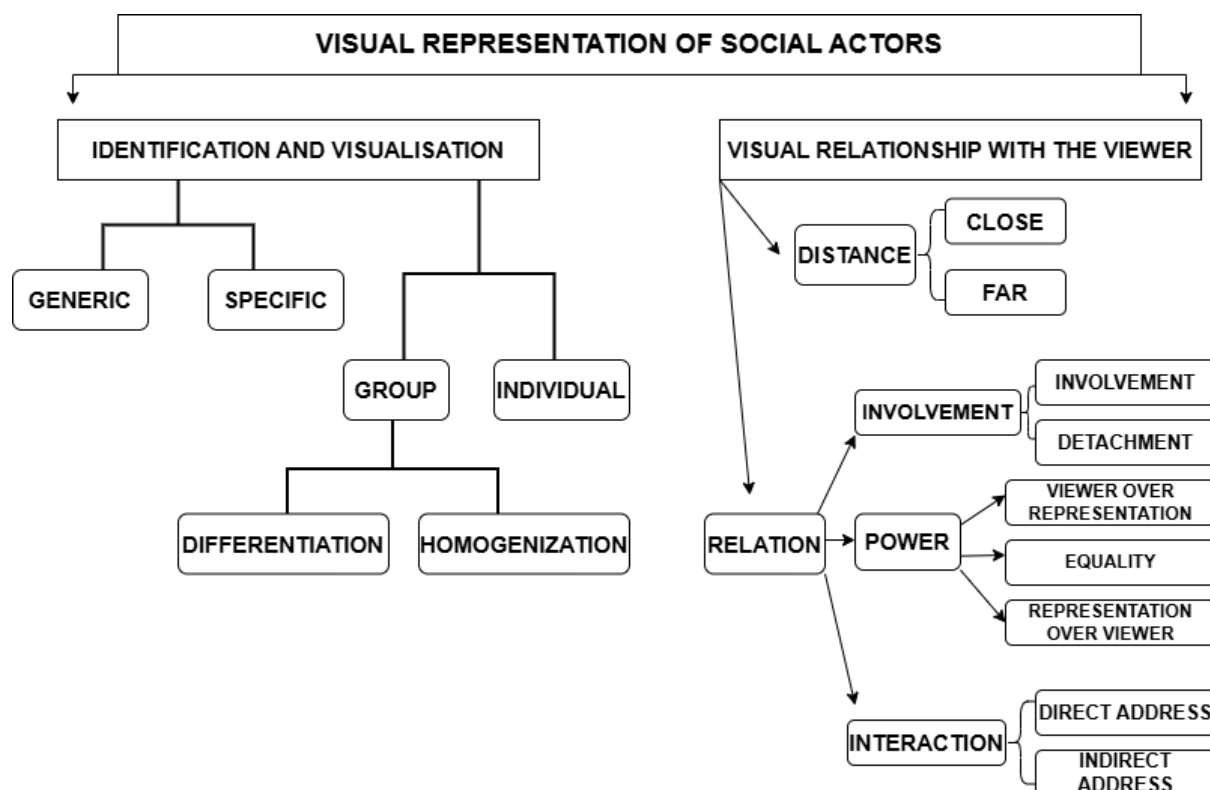 VISUAL REPRESENTATION OF SOCIAL ACTORS
IDENTIFICATION AND VISUALISATION
GENERIC
SPECIFIC
GROUP
INDIVIDUAL
DIFFERENTIATION
HOMOGENIZATION
VISUAL RELATIONSHIP WITH THE VIEWER
DISTANCE
CLOSE
FAR
RELATION
INVOLVEMENT
INVOLVEMENT
DETACHMENT
POWER
VIEWER OVER
REPRESENTATION
EQUALITY
REPRESENTATION
OVER VIEWER
INTERACTION
DIRECT ADDRESS
INDIRECT
ADDRESS